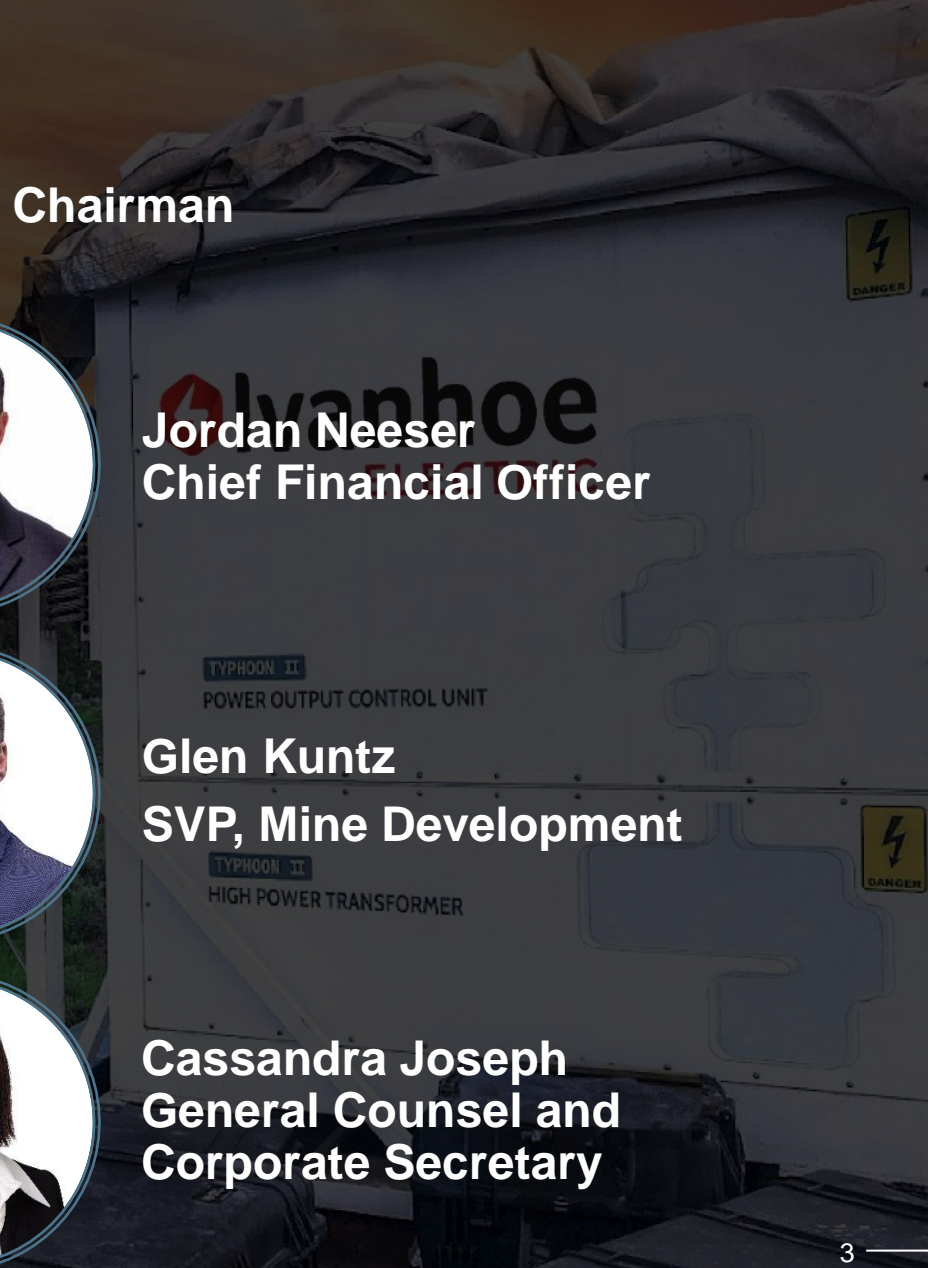 Chairman
DANGER
Ivanhoe
ELECTRIC
Jordan Neeser
Chief Financial Officer
TYPHOON II
POWER OUTPUT CONTROL UNIT
Glen Kuntz
SVP, Mine Development
TYPHOON II
DANGER
HIGH POWER TRANSFORMER
Cassandra Joseph
General Counsel and
Corporate Secretary
3